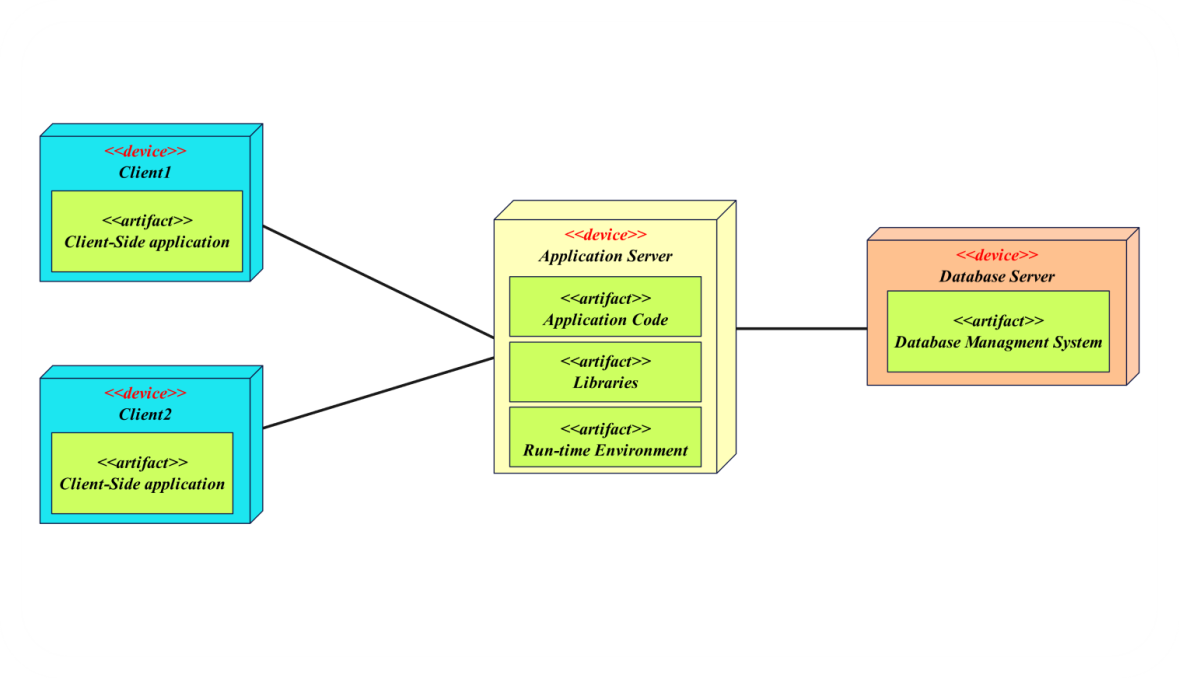 <<device>>
Client1
<<artifact>>
Client-Side application
<<device>>
Client2
<<artifact>>
Client-Side application
<<device>>
Application Server
<<artifact>>
Application Code
<<artifact>>
Libraries
<<artifact>>
Run-time Environment
<<device>>
Database Server
<<artifact>>
Database Managment System